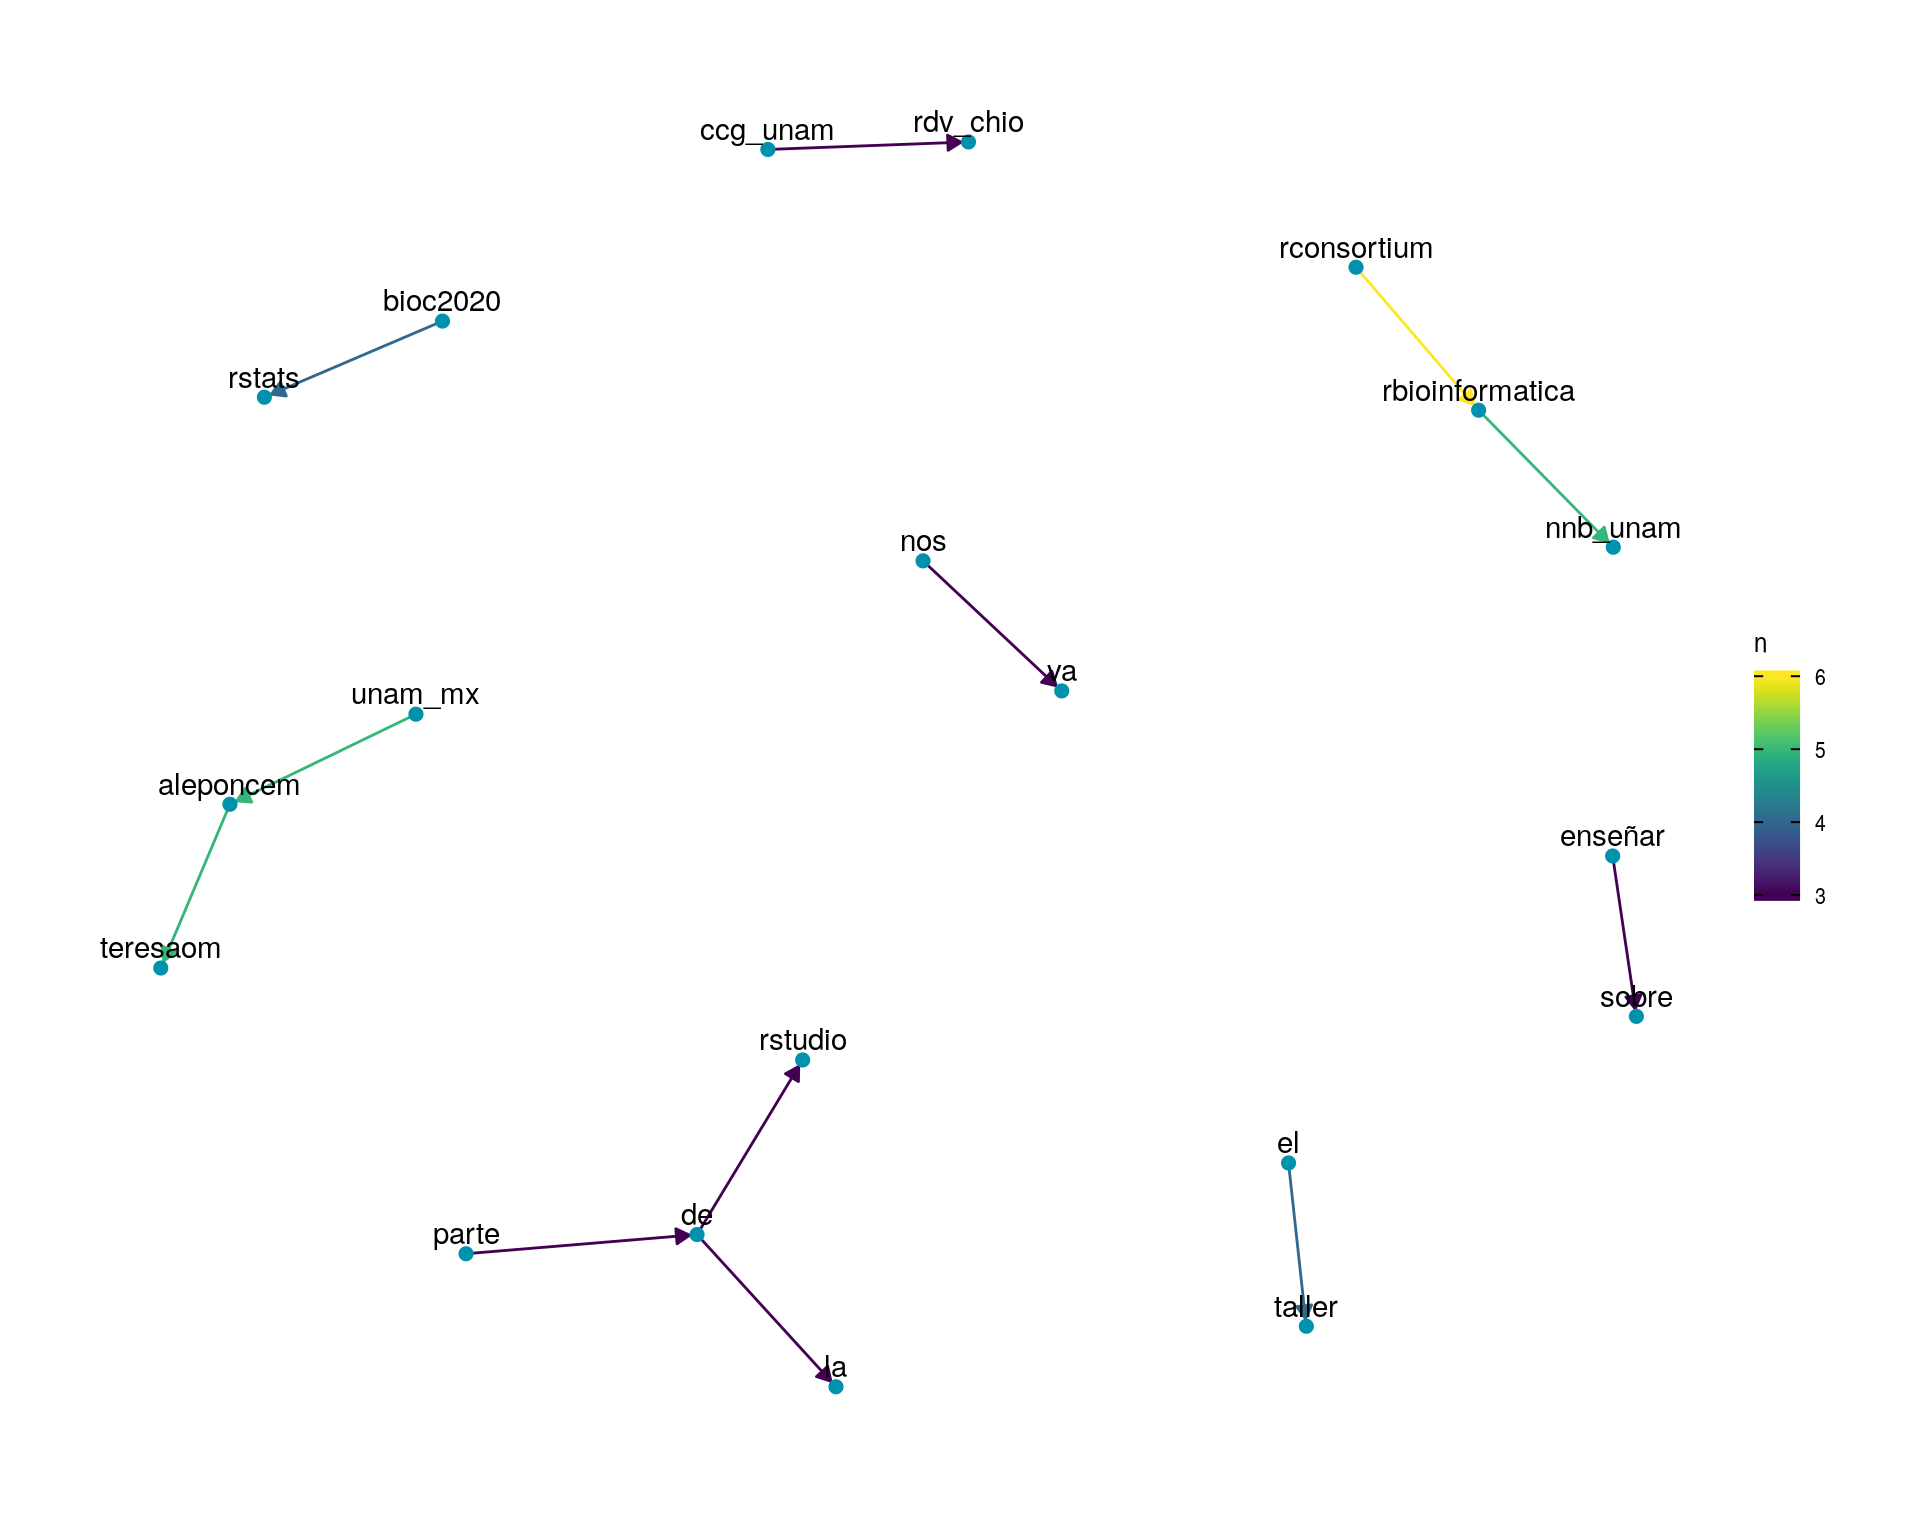 ccg_unam
rdv_chio
rconsortium
bioc2020
rstats
rbioinformatica
nnb_unam
nos
va
n
6
5
4
3
unam_mx
aleponcem
enseñar
teresaom
sobre
rstudio
el
de
parte
taller
la